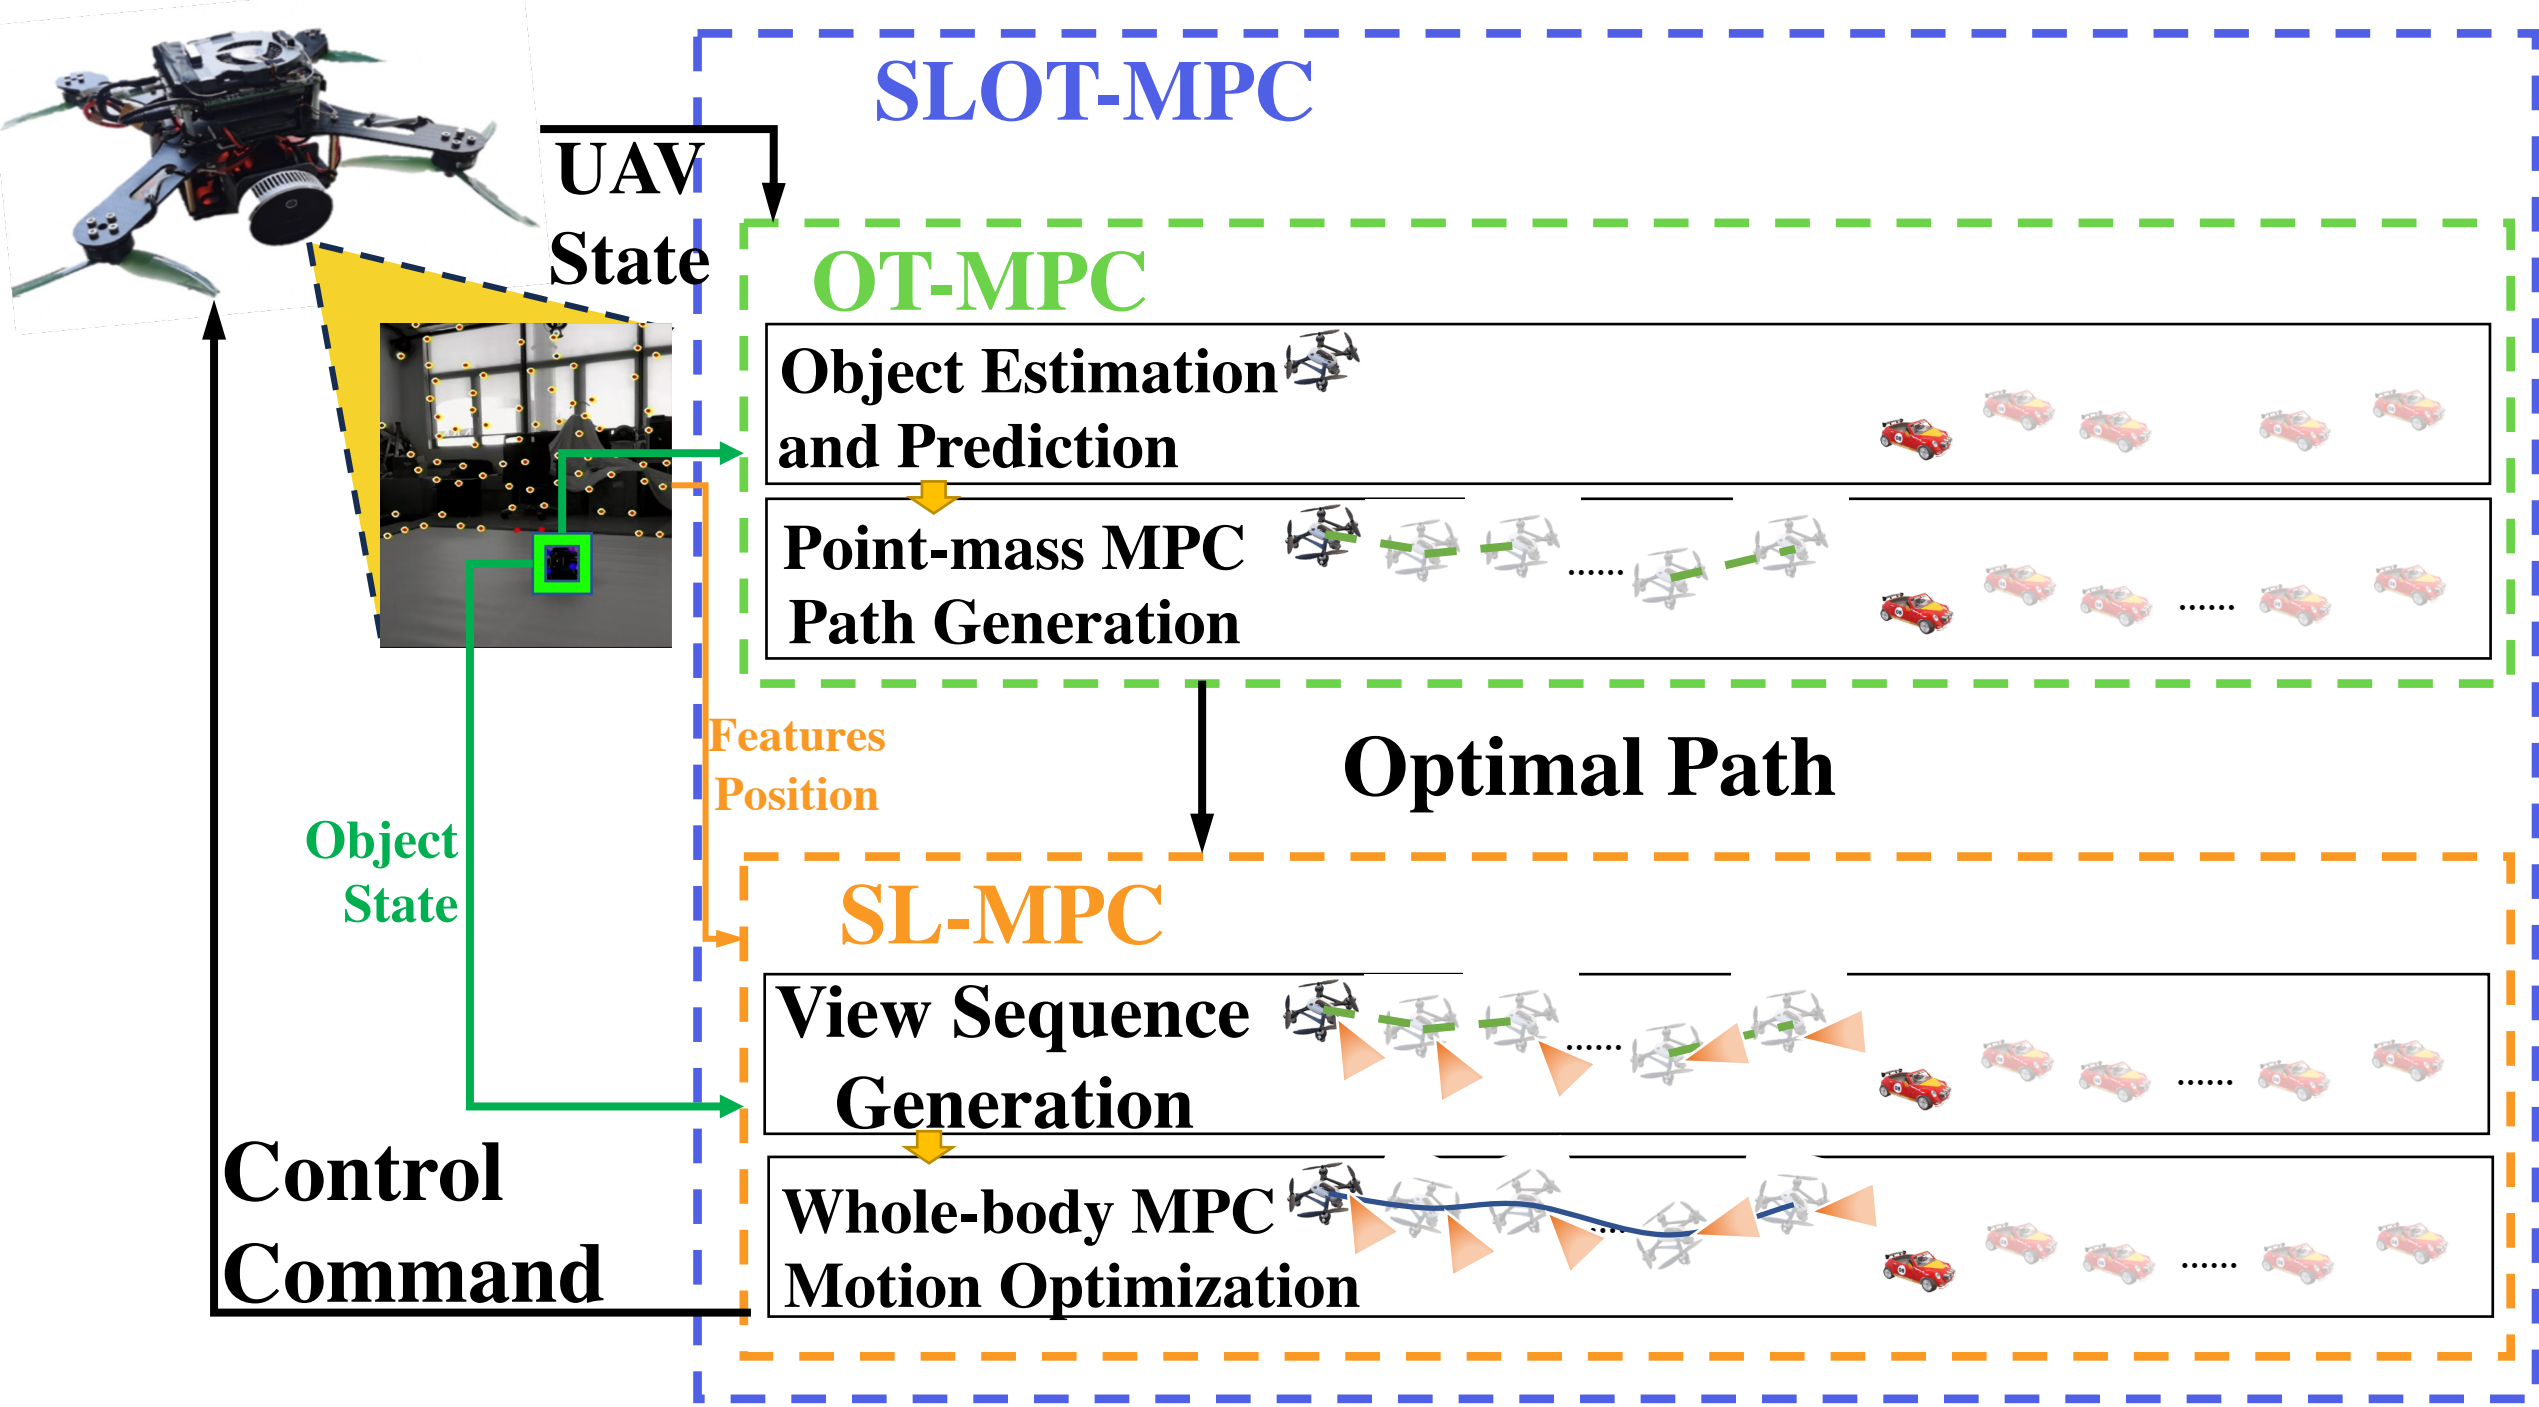 SLOT-MPC
UAV
State
OT-MPC
Object Estimation
and Prediction
Point-mass MPC
Path Generation
......
......
Features
Position
Optimal Path
Object
State
SL-MPC
View Sequence
Generation
......
......
Control
Command
Whole-body MPC
Motion Optimization
......
......